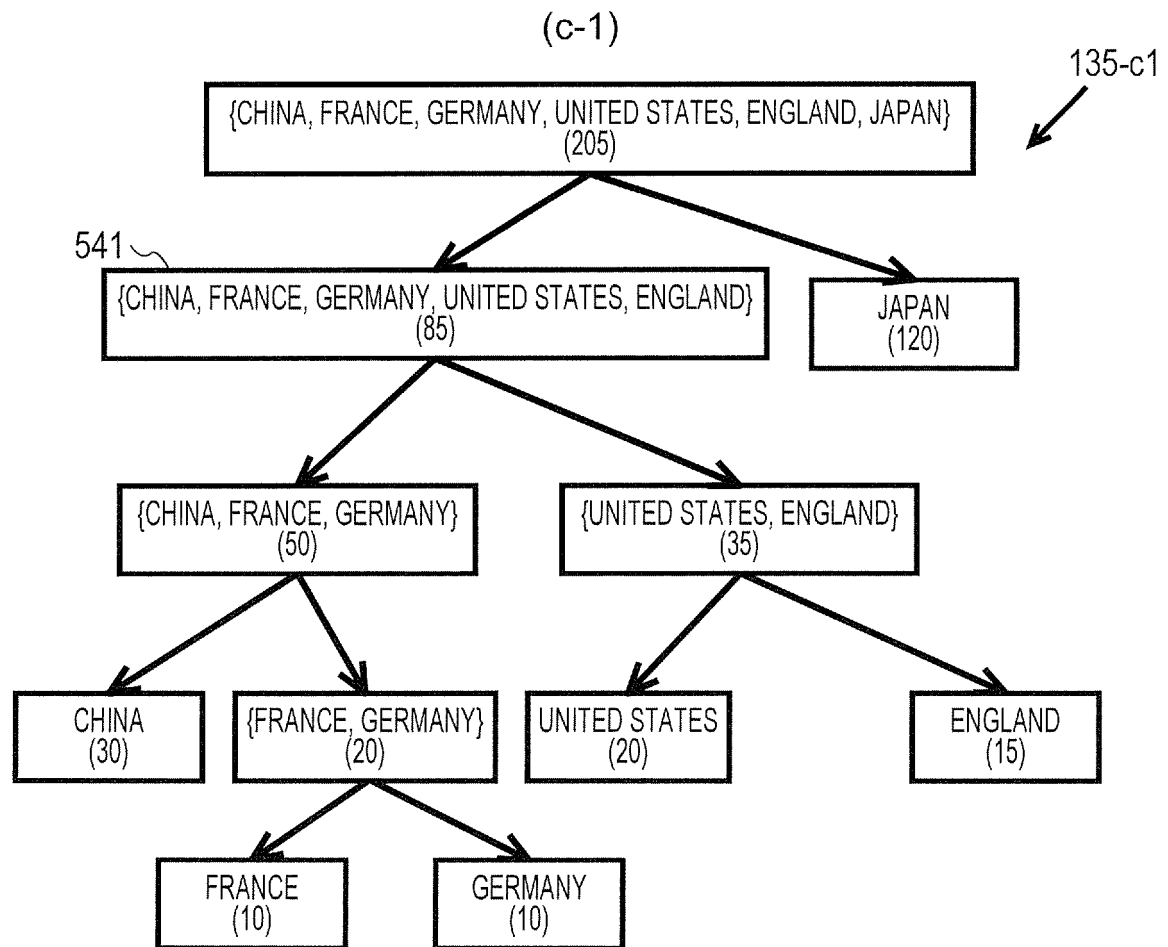 (c-1)
135-c1
{CHINA, FRANCE, GERMANY, UNITED STATES, ENGLAND, JAPAN}
(205)
541
{CHINA, FRANCE, GERMANY, UNITED STATES, ENGLAND}
(85)
JAPAN
(120)
{CHINA, FRANCE, GERMANY}
(50)
{UNITED STATES, ENGLAND}
(35)
CHINA
(30)
{FRANCE, GERMANY}
(20)
UNITED STATES
(20)
ENGLAND
(15)
FRANCE
(10)
GERMANY
(10)